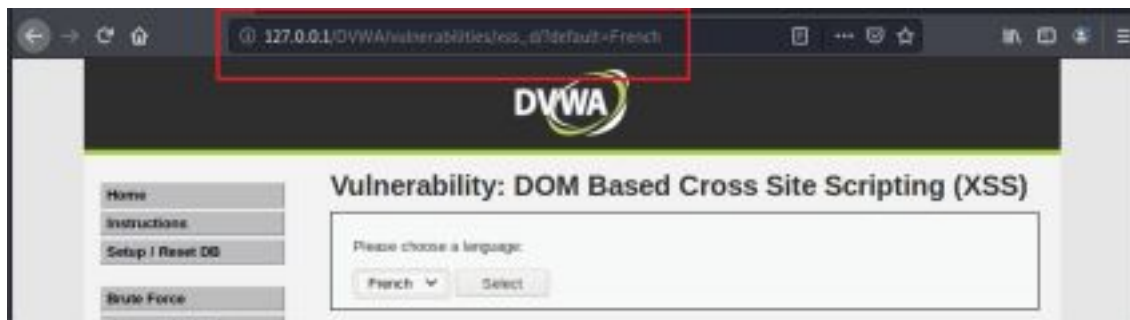 127.0.0.1/DVWA/vulnerabilities/xss_d/?default=French
DVWA
Vulnerability: DOM Based Cross Site Scripting (XSS)
Home
Instructions
Setup / Reset DB
Brute Force
Please choose a language:
French
Select